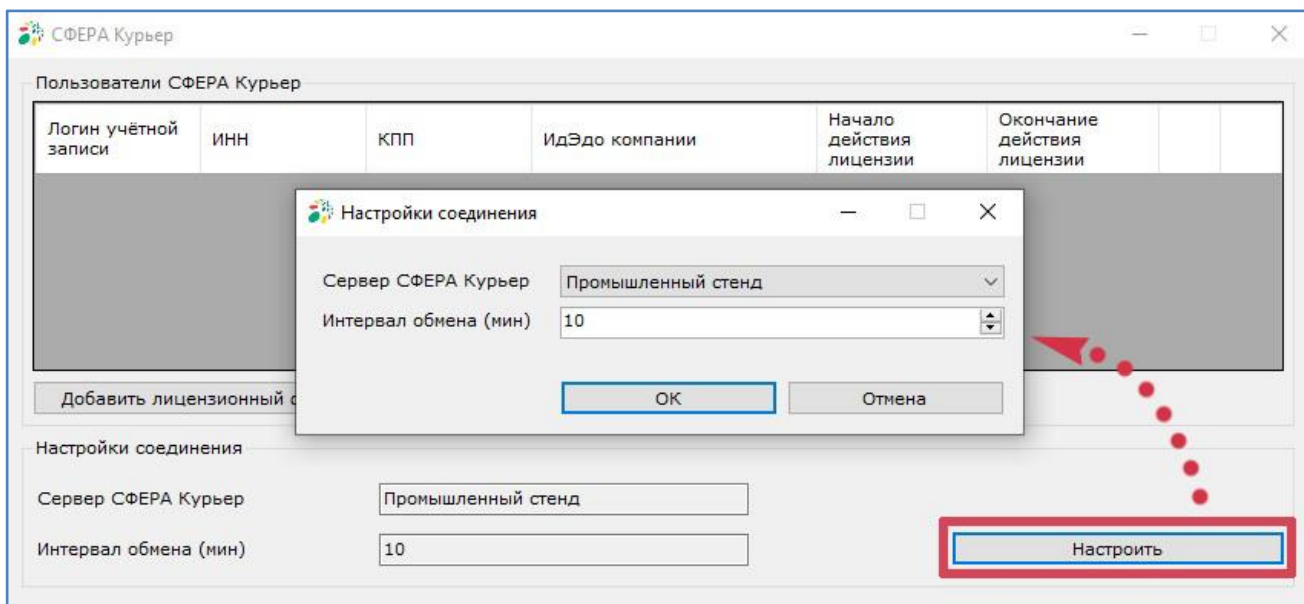 СФЕРА Курьер
Пользователи СФЕРА Курьер
Логин учётной
записи
ИНН
КПП
ИдЭдо компании
Начало
действия
лицензии
Окончание
действия
лицензии
Настройки соединения
Сервер СФЕРА Курьер
Промышленный стенд
Интервал обмена (мин)
10
ОК
Отмена
Добавить лицензионный
Настройки соединения
Сервер СФЕРА Курьер
Промышленный стенд
Интервал обмена (мин)
10
Настроить